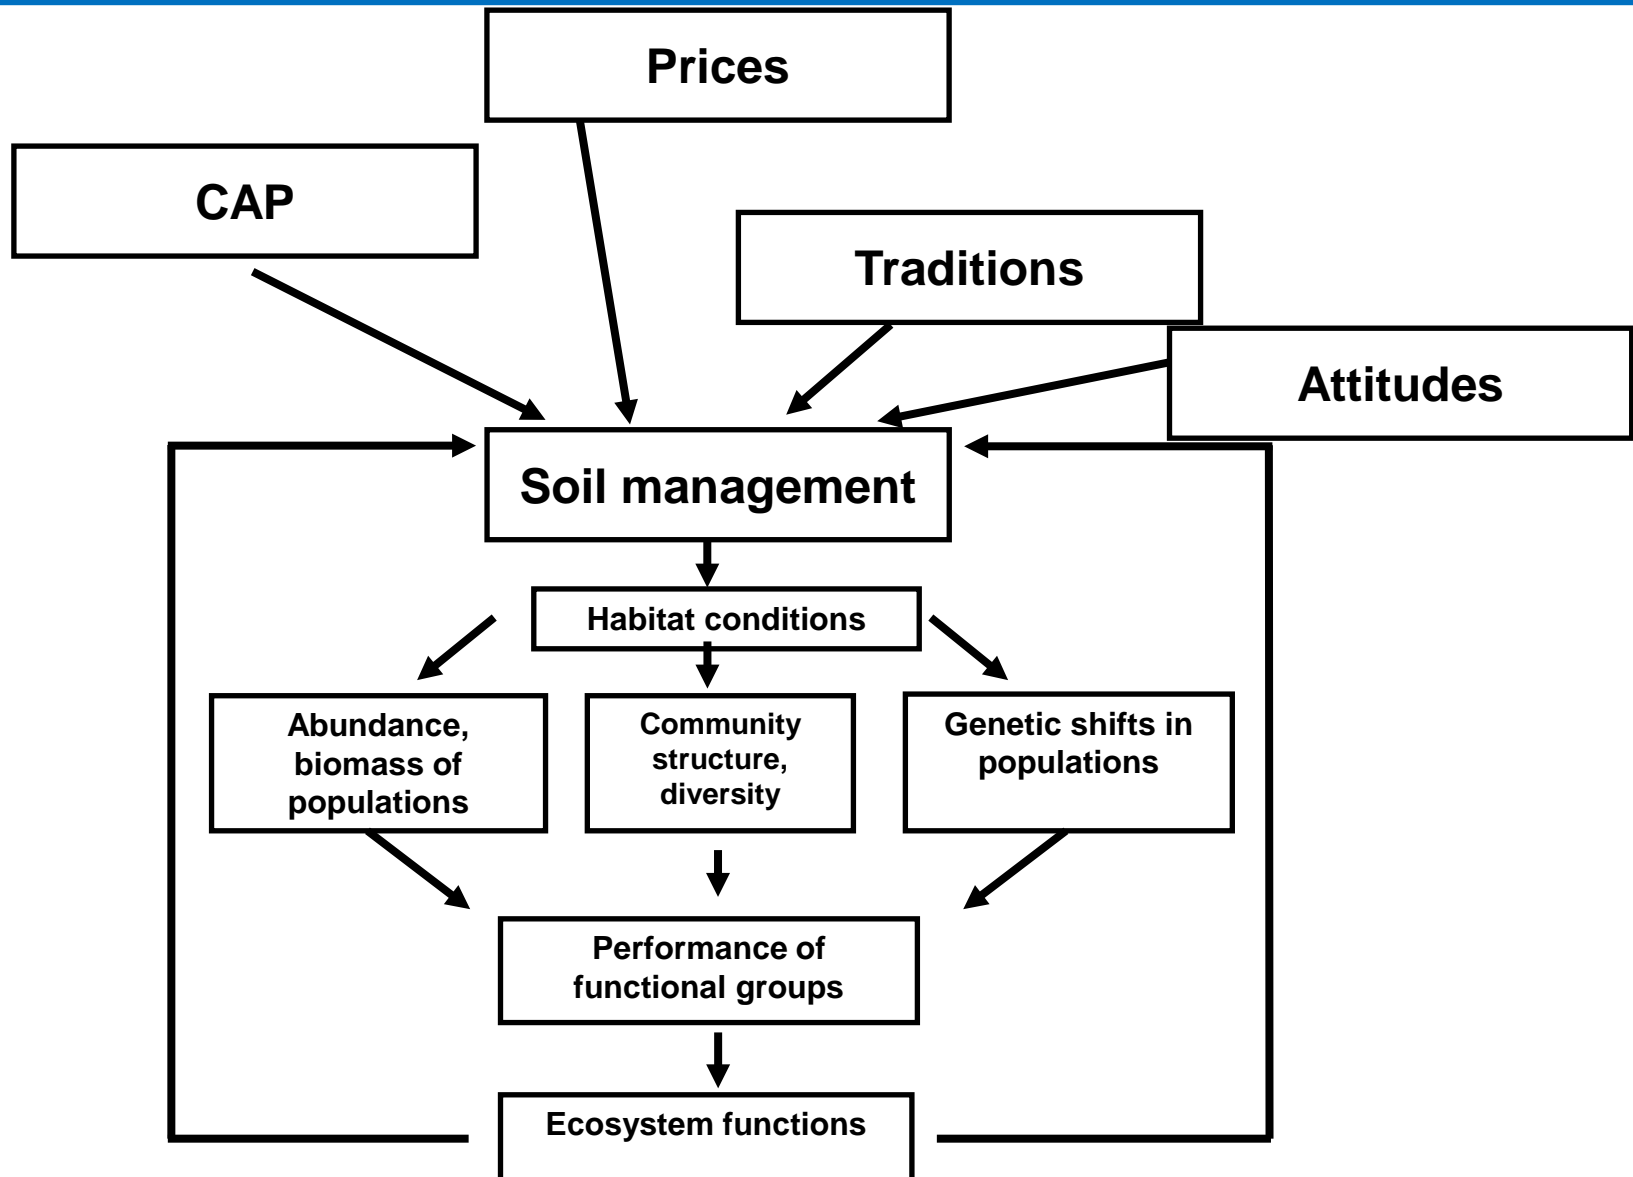 Prices
CAP
Traditions
Attitudes
Soil management
Habitat conditions
Abundance,
biomass of
populations
Community
structure,
diversity
Genetic shifts in
populations
Performance of
functional groups
Ecosystem functions